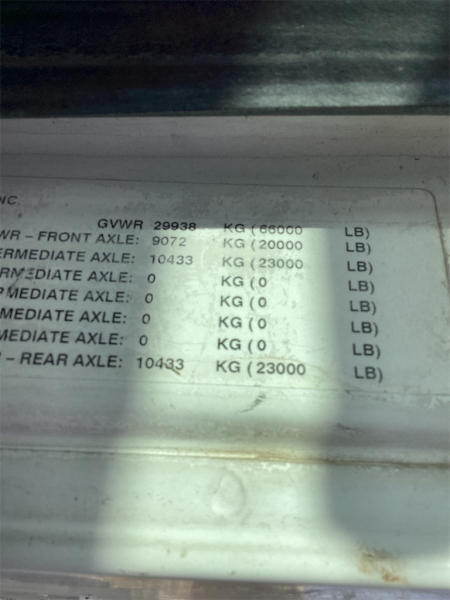 NC.
GVWR 29938 KG ( 66000 LB)
WR – FRONT AXLE: 9072 KG ( 20000 LB)
ERMEDIATE AXLE: 10433 KG ( 23000 LB)
RMEDIATE AXLE: 0 KG ( 0 LB)
MEDIATE AXLE: 0 KG ( 0 LB)
MEDIATE AXLE: 0 KG ( 0 LB)
MEDIATE AXLE: 0 KG ( 0 LB)
– REAR AXLE: 10433 KG ( 23000 LB)